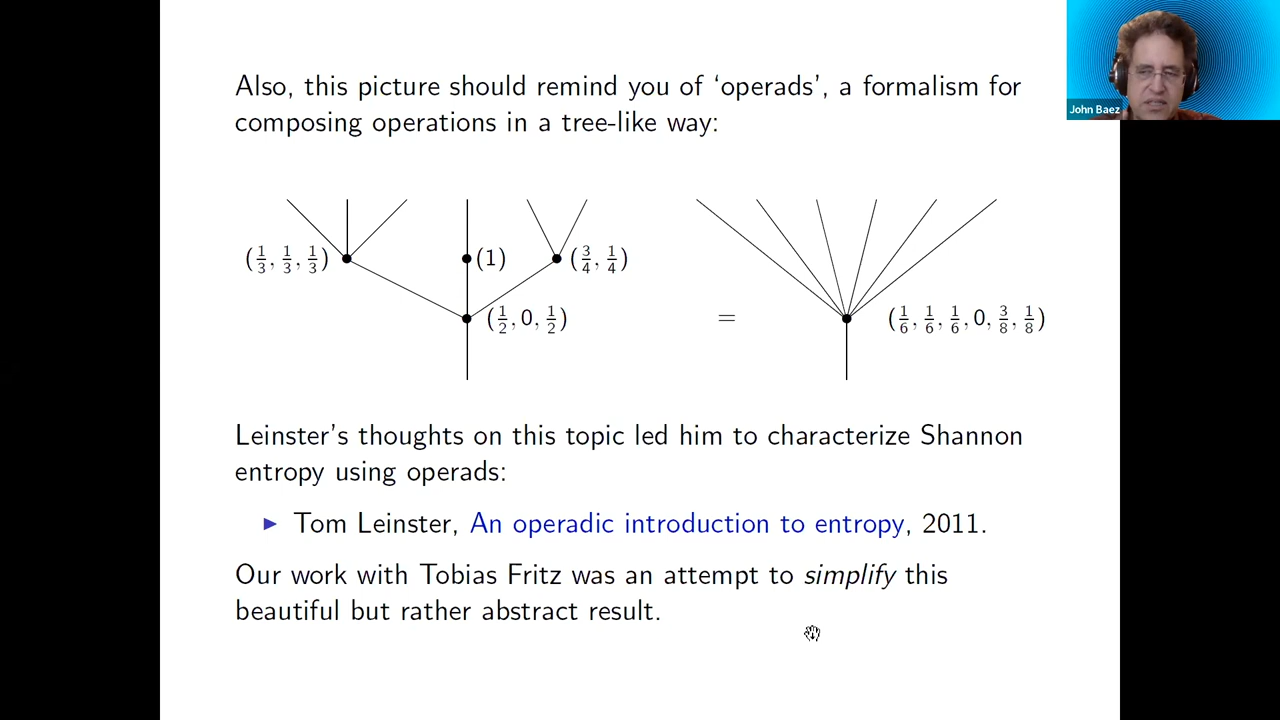 Also, this picture should remind you of ‘operads’, a formalism for
composing operations in a tree-like way:
John Baez
(1/3, 1/3, 1/3)
(1)
(3/4, 1/4)
(1/2, 0, 1/2)
=
(1/6, 1/6, 1/6, 0, 3/8, 1/8)
Leinster’s thoughts on this topic led him to characterize Shannon
entropy using operads:
▶ Tom Leinster, An operadic introduction to entropy, 2011.
Our work with Tobias Fritz was an attempt to simplify this
beautiful but rather abstract result.